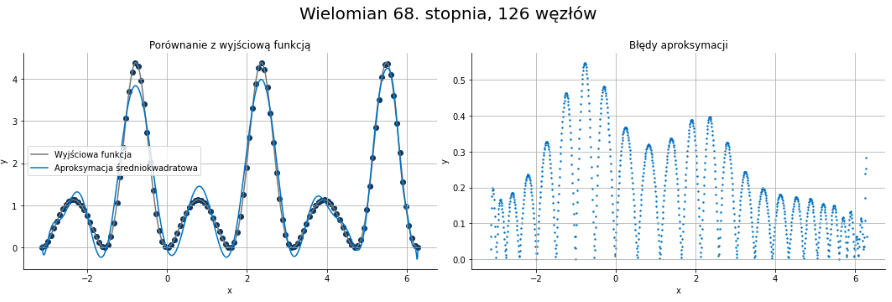 Wielomian 68. stopnia, 126 węzłów
Porównanie z wyjściową funkcją
4
3
2
1
0
y
Wyjściowa funkcja
Aproksymacja średniokwadratowa
−2
0
2
4
6
x
Błędy aproksymacji
0.5
0.4
0.3
0.2
0.1
0.0
y
−2
0
2
4
6
x